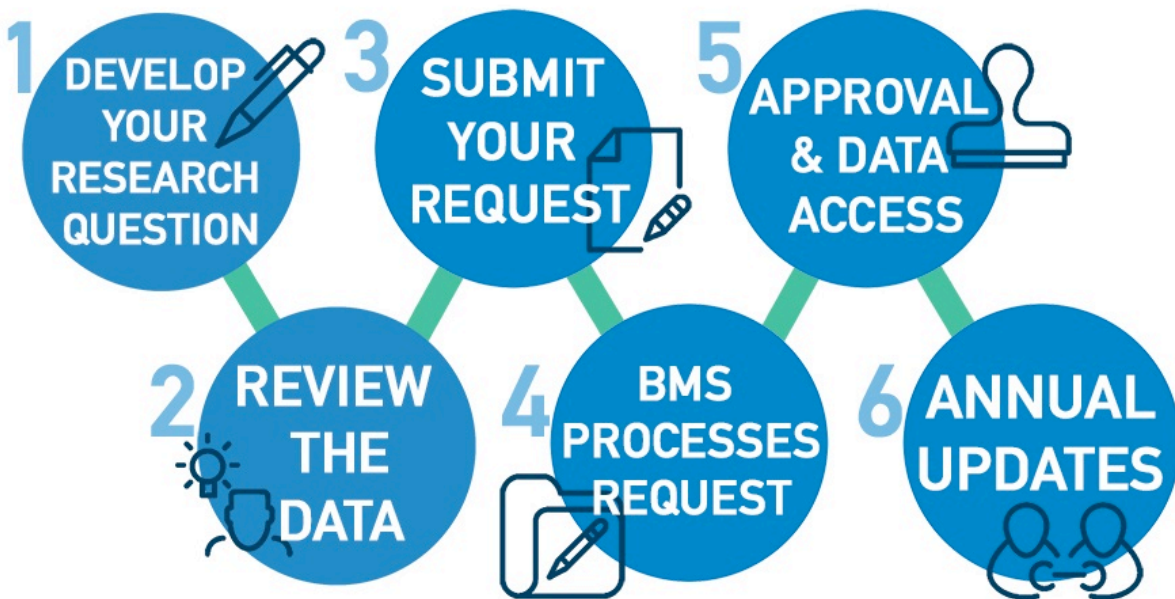 1
DEVELOP
YOUR
RESEARCH
QUESTION
2
REVIEW
THE
DATA
3
SUBMIT
YOUR
REQUEST
4
BMS
PROCESSES
REQUEST
5
APPROVAL
& DATA
ACCESS
6
ANNUAL
UPDATES